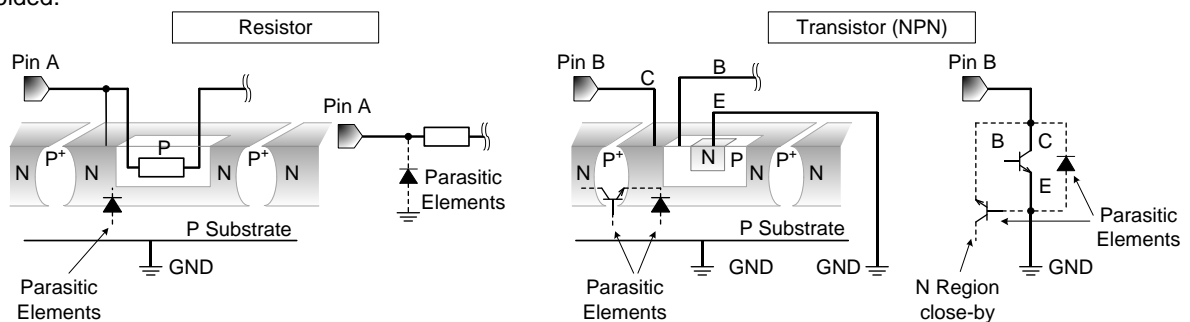 Resistor
Transistor (NPN)
Pin A
Pin A
N
P+
N
P
N
P+
N
Parasitic
Elements
P Substrate
GND
Parasitic
Elements
Pin B
C
B
E
Pin B
N
P+
N
N
P
N
P+
N
B
C
E
P Substrate
GND
GND
GND
Parasitic
Elements
Parasitic
Elements
N Region
close-by